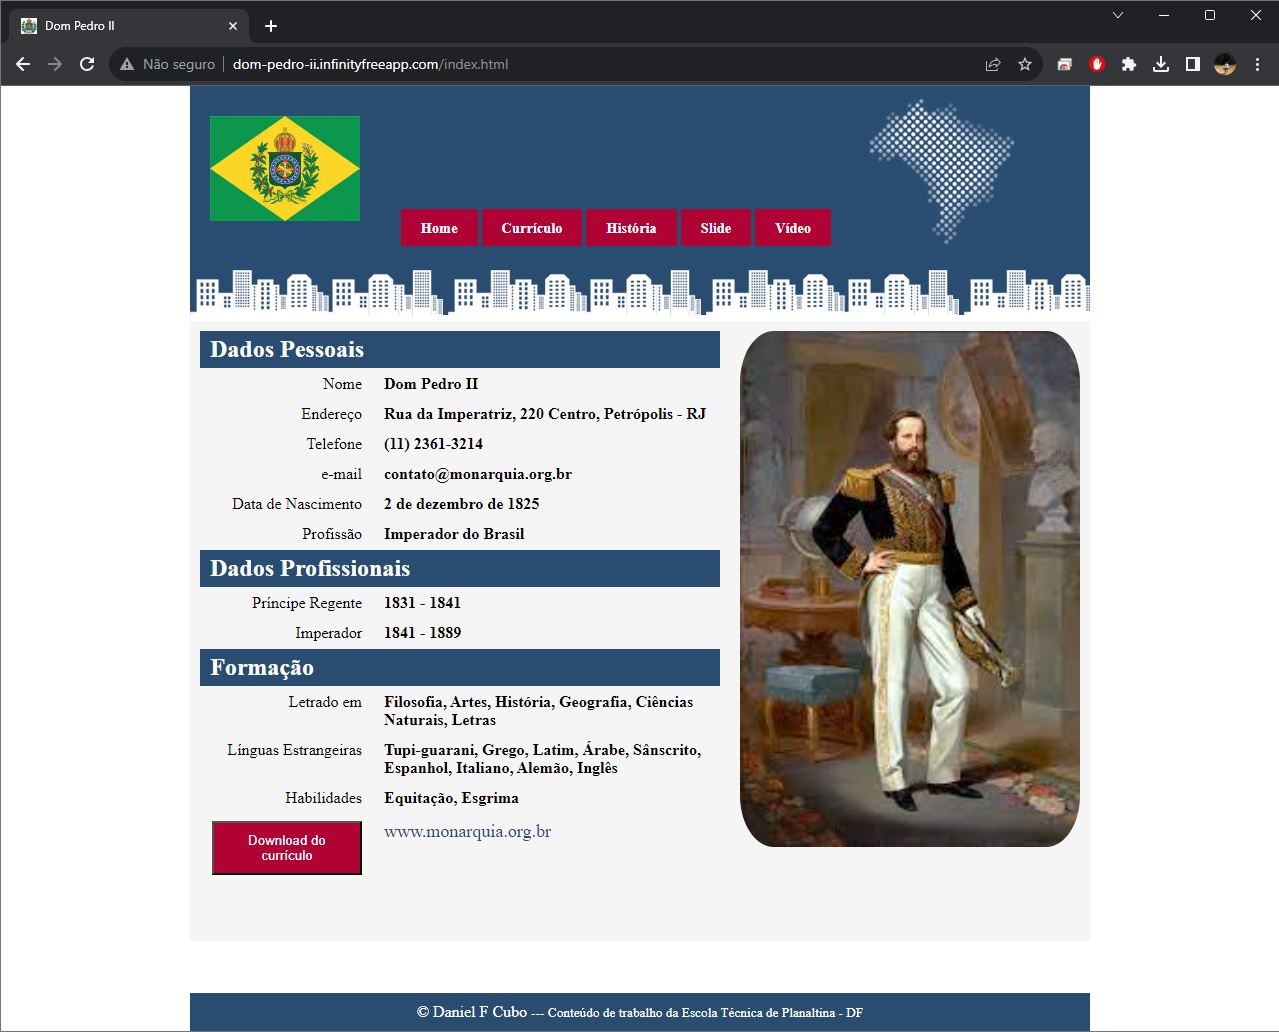 Dom Pedro II
Não seguro
dom-pedro-ii.infinityfreeapp.com/index.html
Home
Currículo
História
Slide
Vídeo
Dados Pessoais
Nome Dom Pedro II
Endereço Rua da Imperatriz, 220 Centro, Petrópolis - RJ
Telefone (11) 2361-3214
e-mail contato@monarquia.org.br
Data de Nascimento 2 de dezembro de 1825
Profissão Imperador do Brasil
Dados Profissionais
Príncipe Regente 1831 - 1841
Imperador 1841 - 1889
Formação
Letrado em Filosofia, Artes, História, Geografia, Ciências
Naturais, Letras
Línguas Estrangeiras Tupi-guarani, Grego, Latim, Árabe, Sânscrito,
Espanhol, Italiano, Alemão, Inglês
Habilidades Equitação, Esgrima
Download do
currículo
www.monarquia.org.br
© Daniel F Cubo --- Conteúdo de trabalho da Escola Técnica de Planaltina - DF